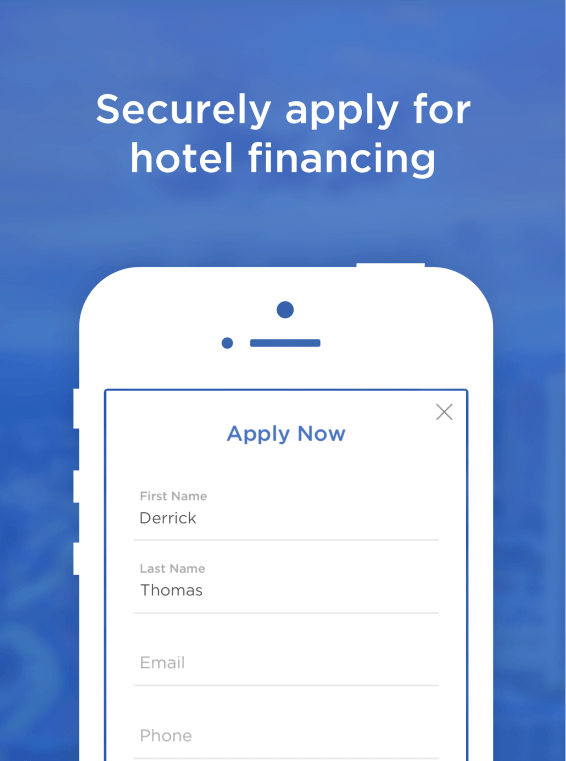 Securely apply for
hotel financing
Apply Now
First Name
Derrick
Last Name
Thomas
Email
Phone